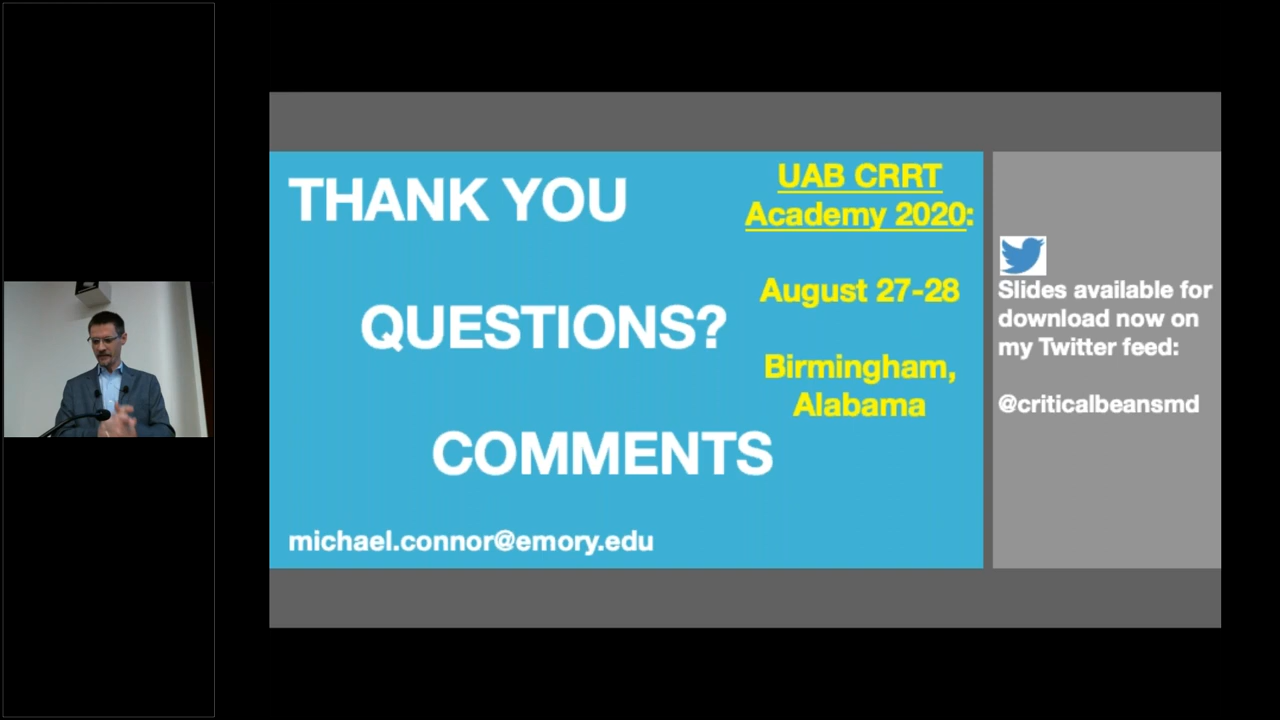 THANK YOU
QUESTIONS?
COMMENTS
michael.connor@emory.edu
UAB CRRT
Academy 2020:
August 27-28
Birmingham,
Alabama
Slides available for
download now on
my Twitter feed:
@criticalbeansmd